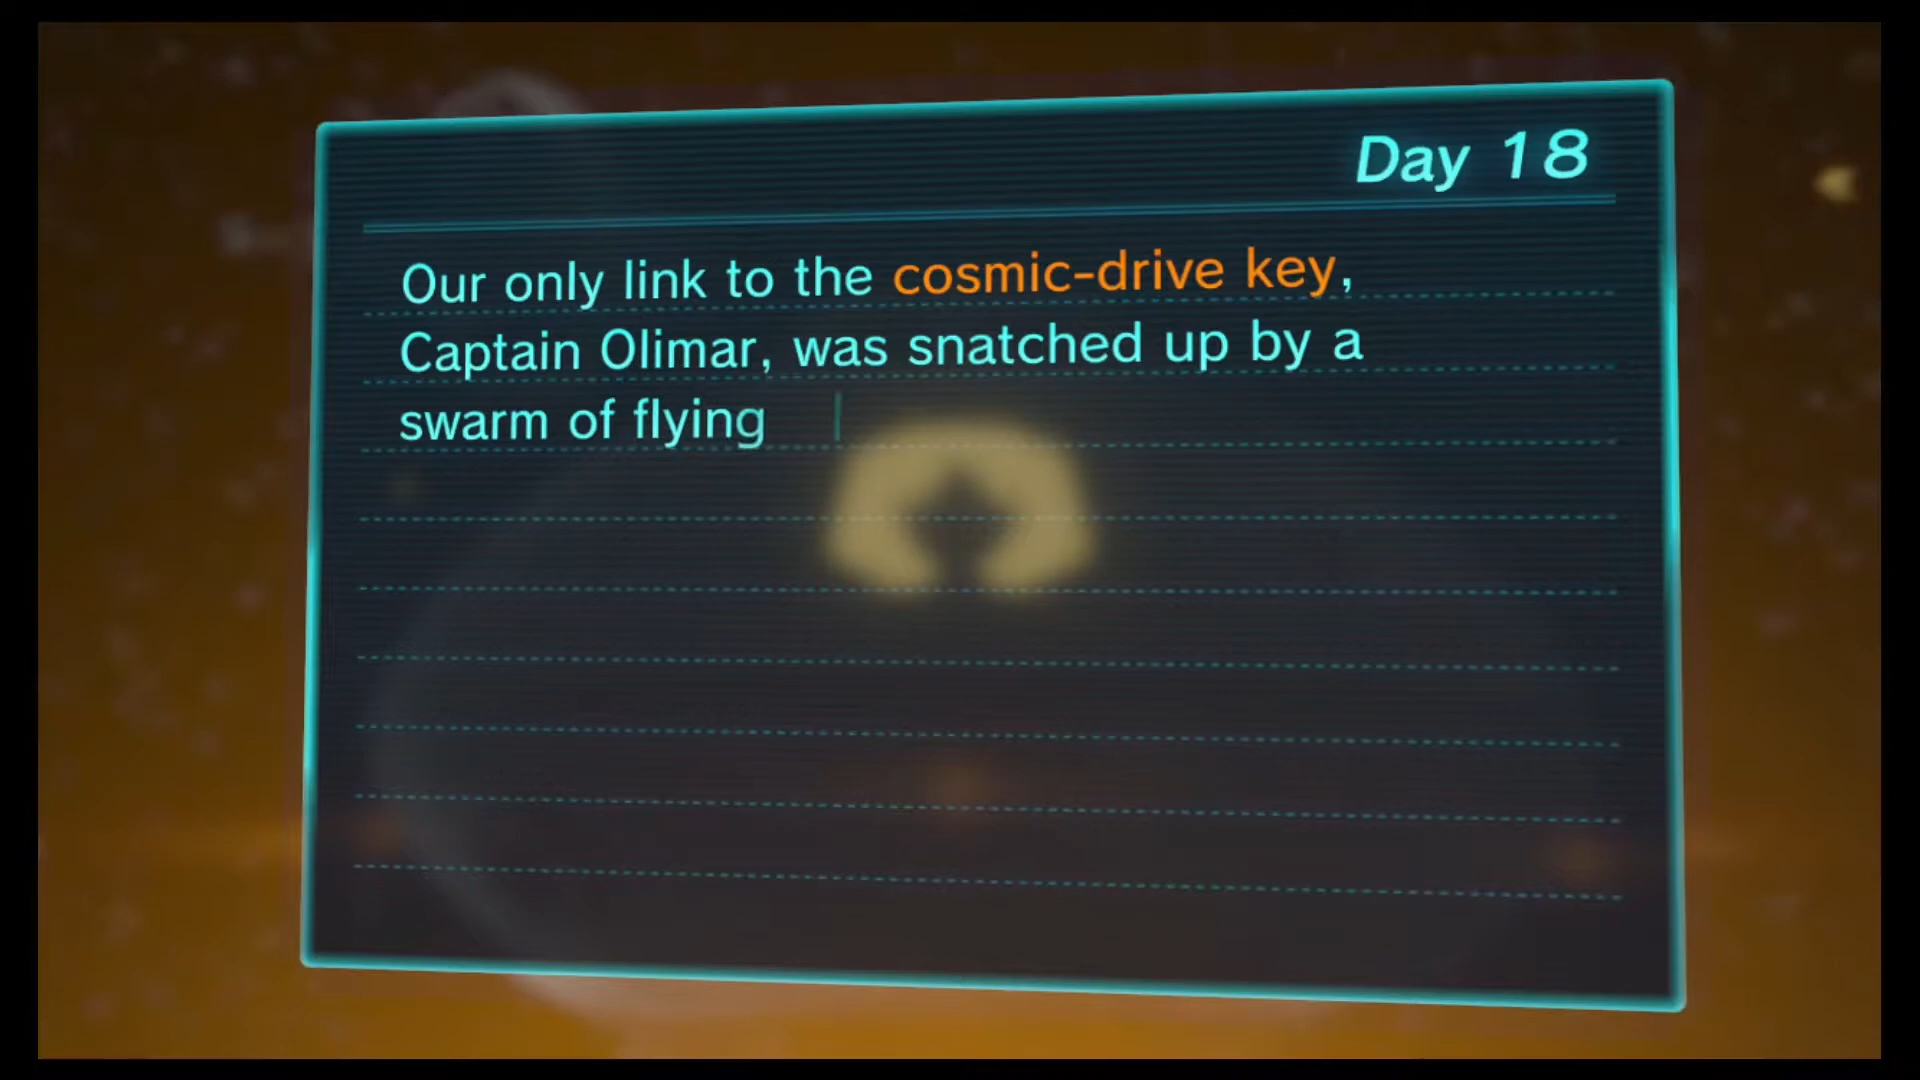 Day 18
Our only link to the cosmic-drive key,
Captain Olimar, was snatched up by a
swarm of flying